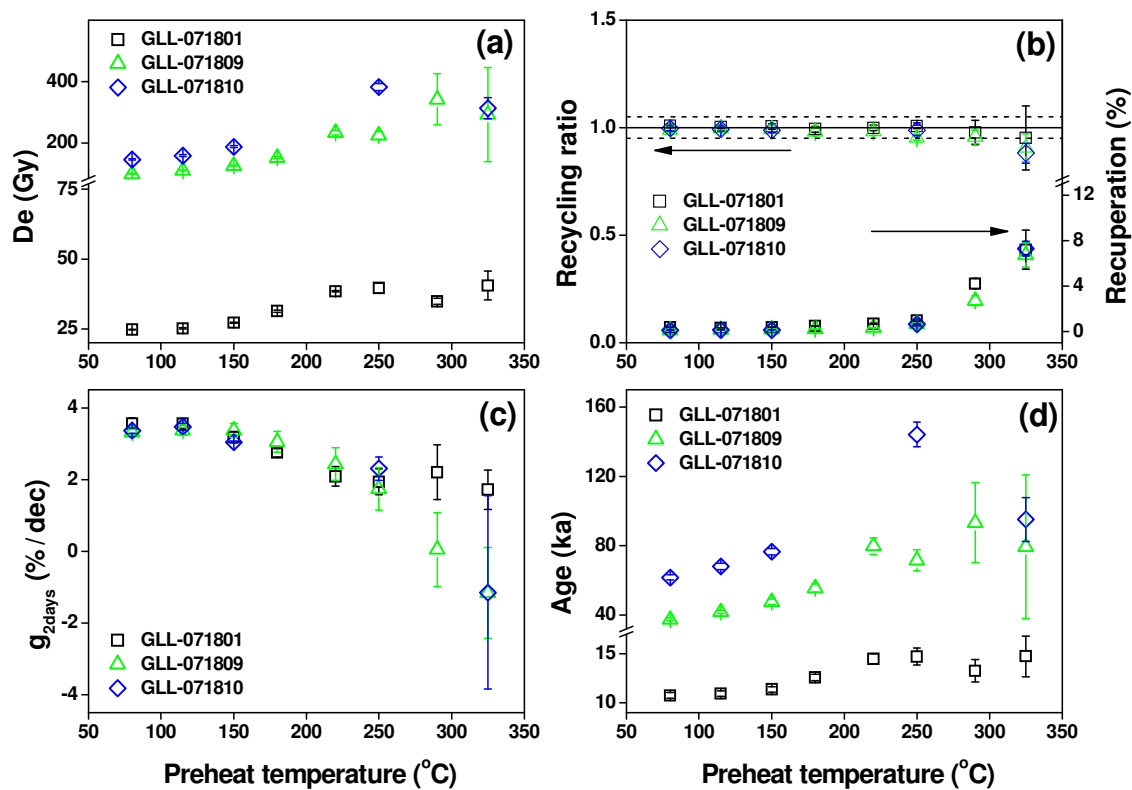 (a)
GLL-071801
GLL-071809
GLL-071810
De (Gy)
400
200
75
50
25
50 100 150 200 250 300 350
(b)
Recycling ratio
1.5
1.0
0.5
0.0
GLL-071801
GLL-071809
GLL-071810
Recuperation (%)
12
8
4
0
50 100 150 200 250 300 350
(c)
g2days (% / dec)
4
2
0
-2
-4
GLL-071801
GLL-071809
GLL-071810
50 100 150 200 250 300 350
Preheat temperature (°C)
(d)
GLL-071801
GLL-071809
GLL-071810
Age (ka)
160
120
80
40
15
10
50 100 150 200 250 300 350
Preheat temperature (°C)